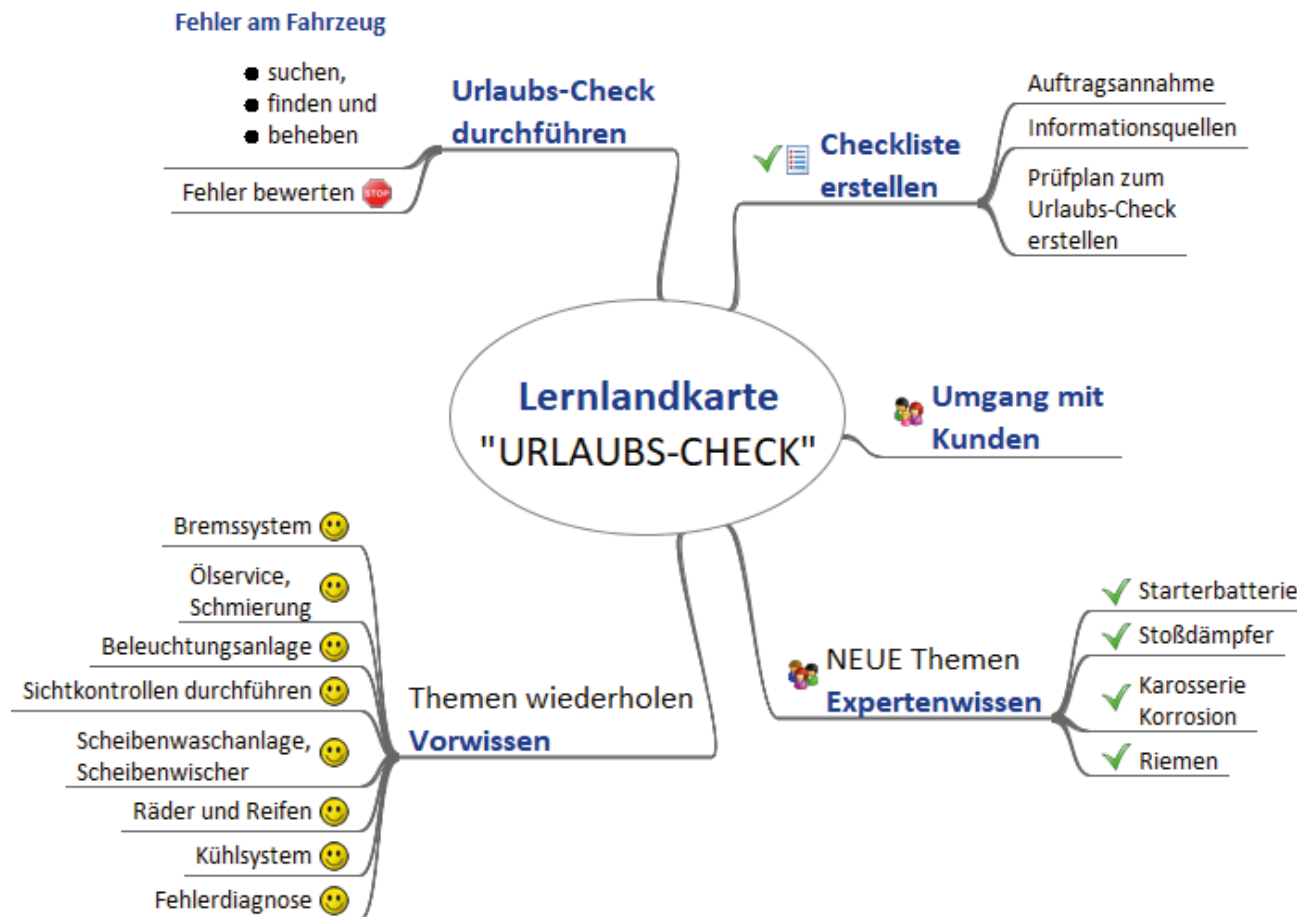 Fehler am Fahrzeug
suchen,
finden und
beheben
Fehler bewerten
STOP
Urlaubs-Check
durchführen
Checkliste
erstellen
Auftragsannahme
Informationsquellen
Prüfplan zum
Urlaubs-Check
erstellen
Lernlandkarte
"URLAUBS-CHECK"
Umgang mit
Kunden
NEUE Themen
Expertenwissen
Starterbatterie
Stoßdämpfer
Karosserie
Korrosion
Riemen
Themen wiederholen
Vorwissen
Bremssystem
Ölservice,
Schmierung
Beleuchtungsanlage
Sichtkontrollen durchführen
Scheibenwaschanlage,
Scheibenwischer
Räder und Reifen
Kühlsystem
Fehlerdiagnose